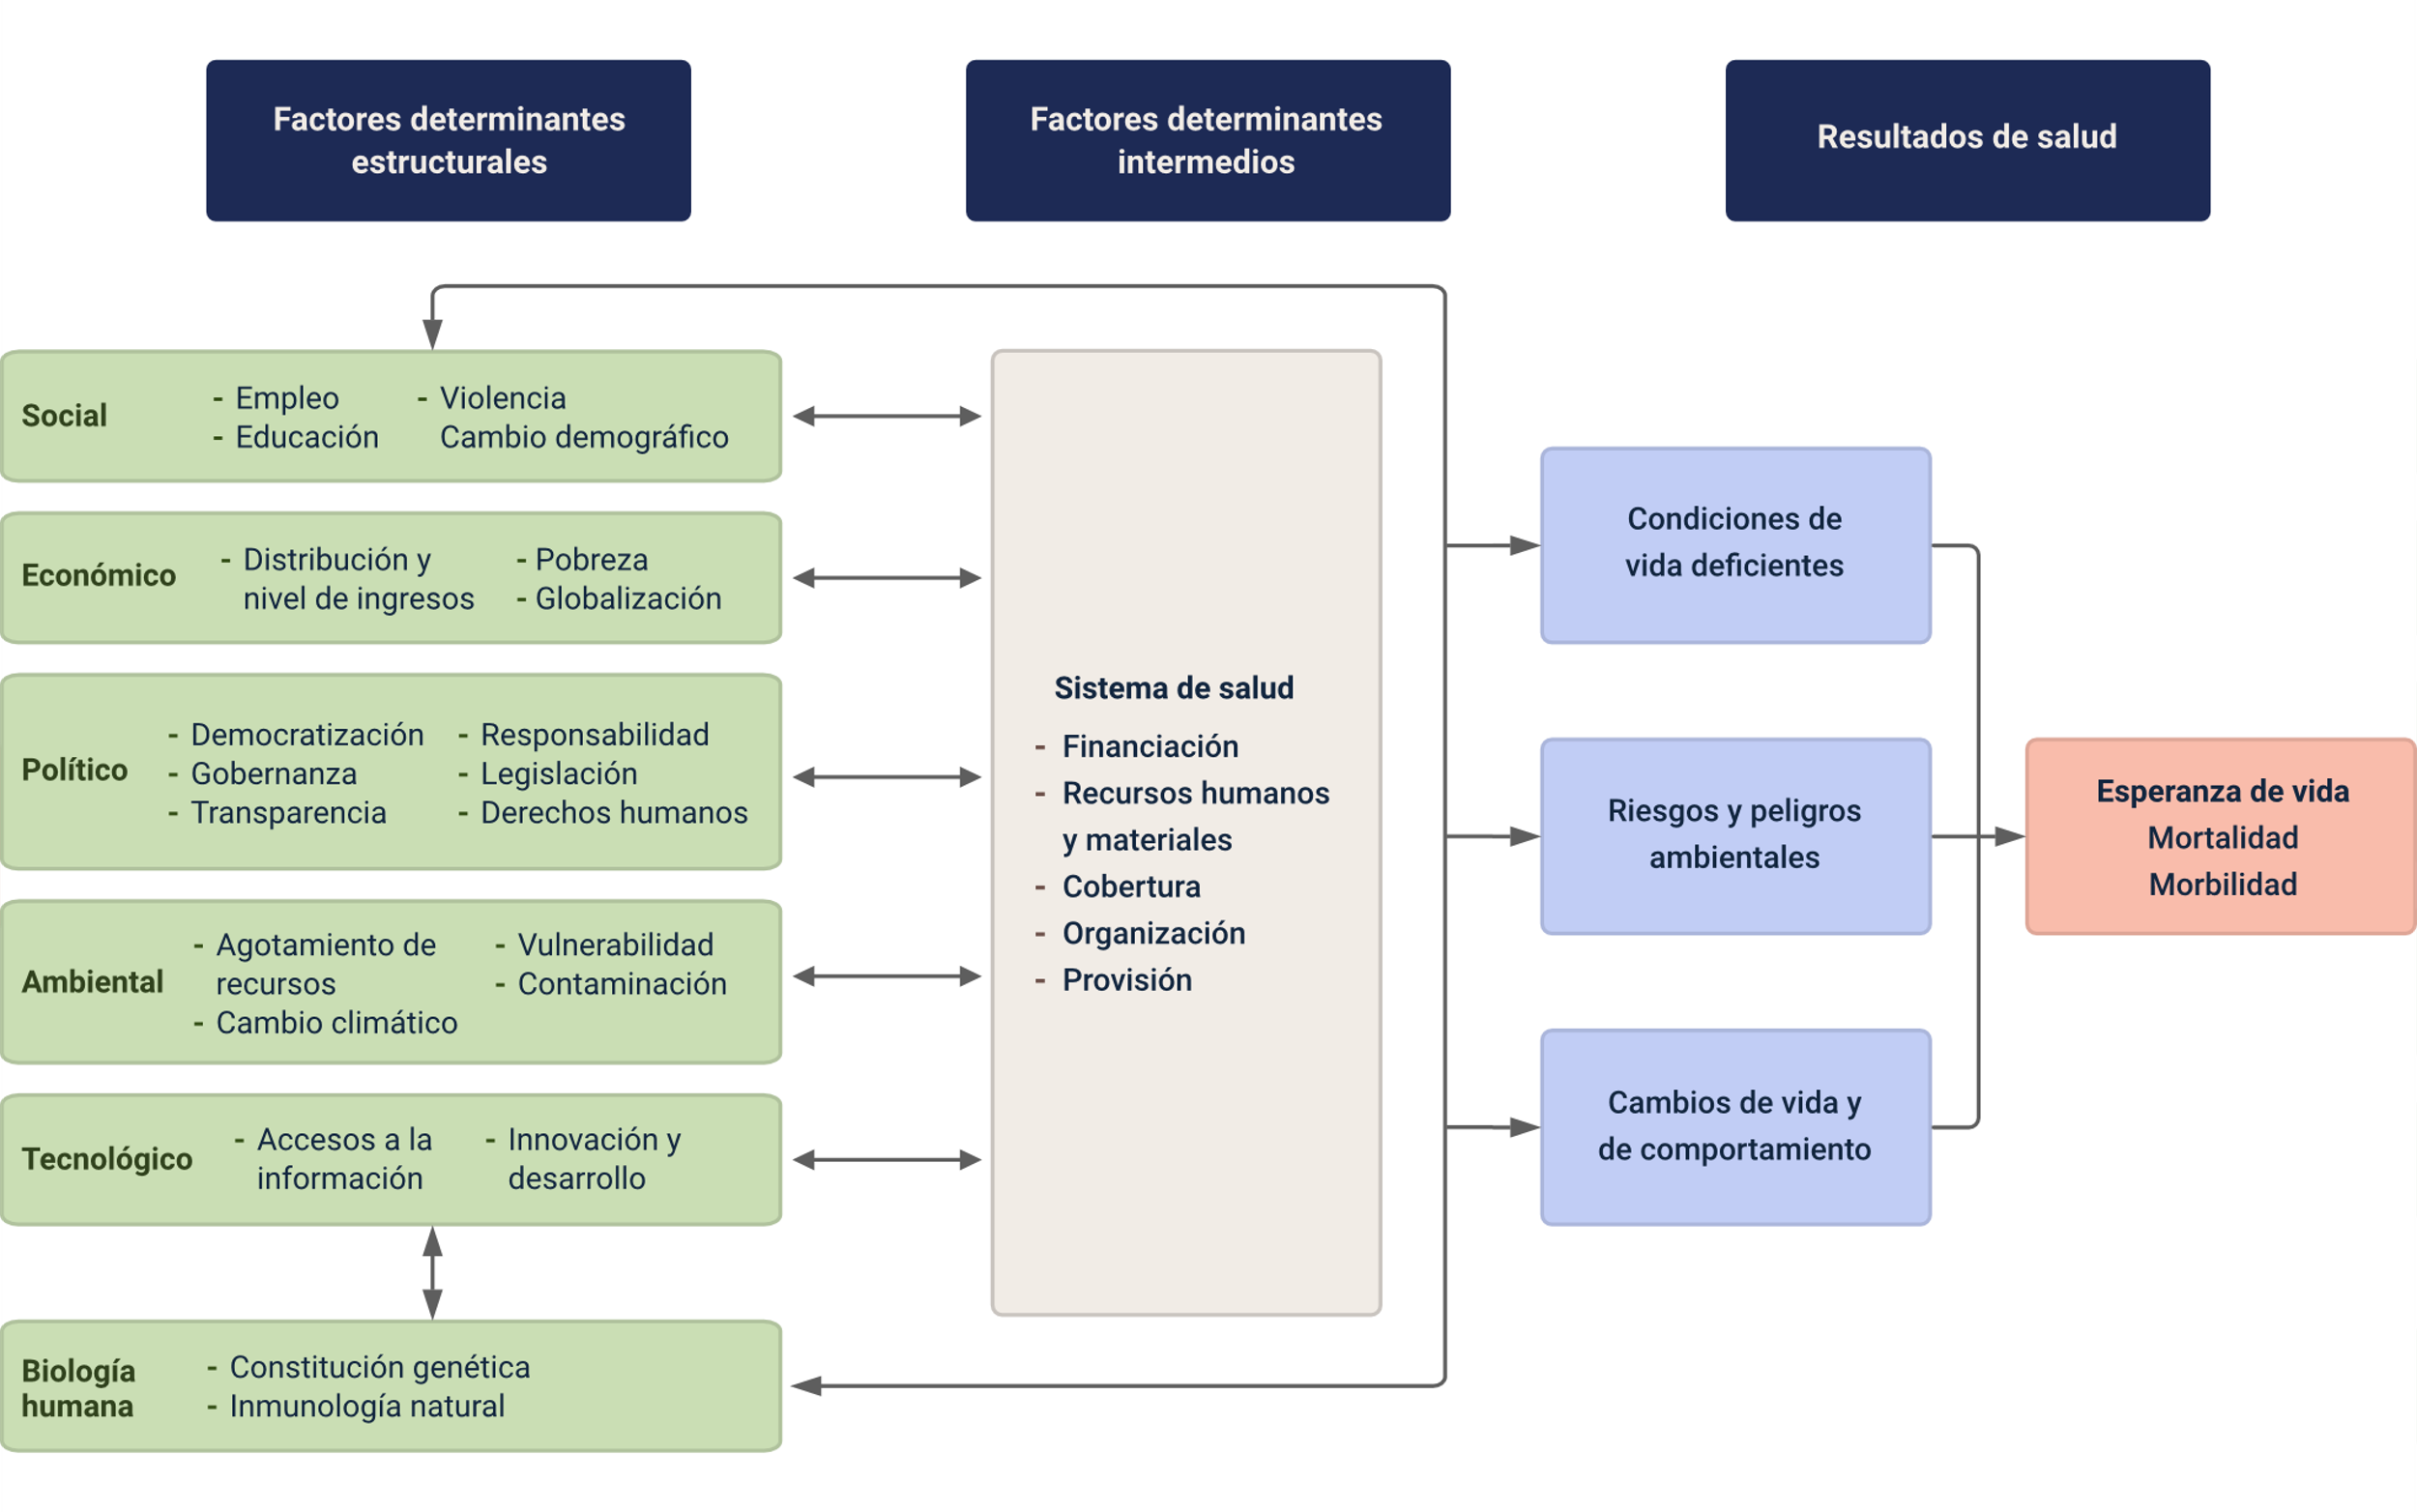 Factores determinantes
estructurales
Factores determinantes
intermedios
Resultados de salud
Social
- Empleo
- Educación
- Violencia
Cambio demográfico
Económico
- Distribución y
nivel de ingresos
- Pobreza
- Globalización
Político
- Democratización
- Gobernanza
- Transparencia
- Responsabilidad
- Legislación
- Derechos humanos
Ambiental
- Agotamiento de
recursos
- Cambio climático
- Vulnerabilidad
- Contaminación
Tecnológico
- Accesos a la
información
- Innovación y
desarrollo
Biología
humana
- Constitución genética
- Inmunología natural
Sistema de salud
- Financiación
- Recursos humanos
y materiales
- Cobertura
- Organización
- Provisión
Condiciones de
vida deficientes
Riesgos y peligros
ambientales
Cambios de vida y
de comportamiento
Esperanza de vida
Mortalidad
Morbilidad